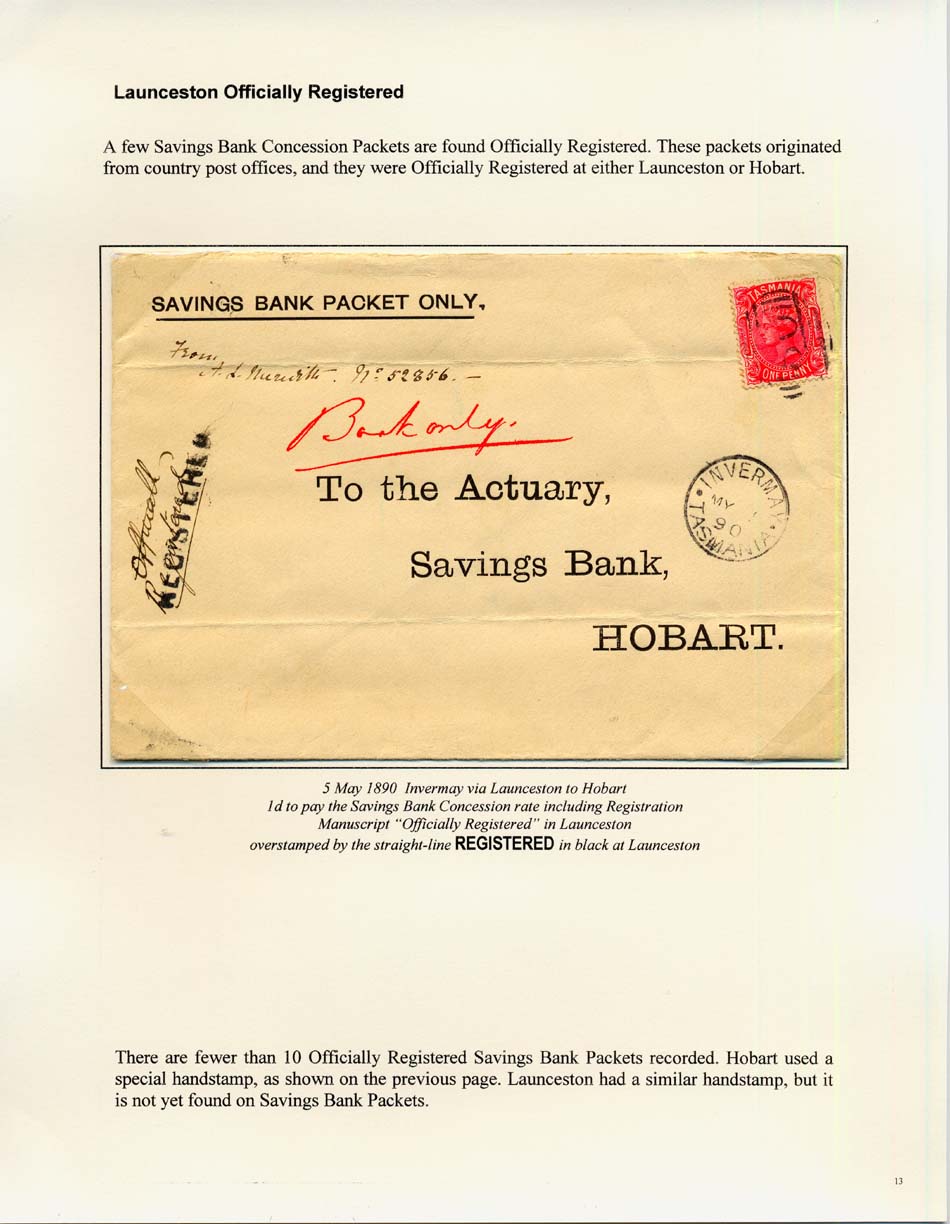 Launceston Officially Registered
A few Savings Bank Concession Packets are found Officially Registered. These packets originated
from country post offices, and they were Officially Registered at either Launceston or Hobart.
SAVINGS BANK PACKET ONLY,
TASMANIA
ONE PENNY
From
A. L. Meredith. No 52856. —
Book only.
Officially
Registered
REGISTERED
To the Actuary,
INVERMAY
MY
90
TASMANIA
Savings Bank,
HOBART.
5 May 1890 Invermay via Launceston to Hobart
1d to pay the Savings Bank Concession rate including Registration
Manuscript "Officially Registered" in Launceston
overstamped by the straight-line REGISTERED in black at Launceston
There are fewer than 10 Officially Registered Savings Bank Packets recorded. Hobart used a
special handstamp, as shown on the previous page. Launceston had a similar handstamp, but it
is not yet found on Savings Bank Packets.
13